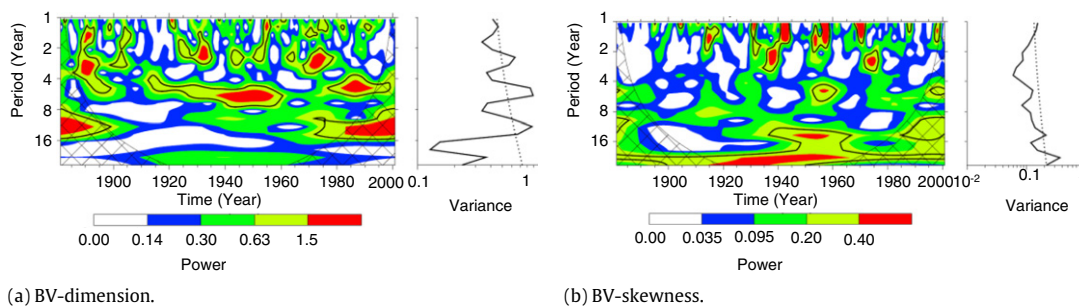 Period (Year)
1
2
4
8
16
1900 1920 1940 1960 1980 2000
Time (Year)
0.1 1
Variance
0.00 0.14 0.30 0.63 1.5
Power
(a) BV-dimension.
Period (Year)
1
2
4
8
16
1900 1920 1940 1960 1980 2000
Time (Year)
10-2 0.1
Variance
0.00 0.035 0.095 0.20 0.40
Power
(b) BV-skewness.